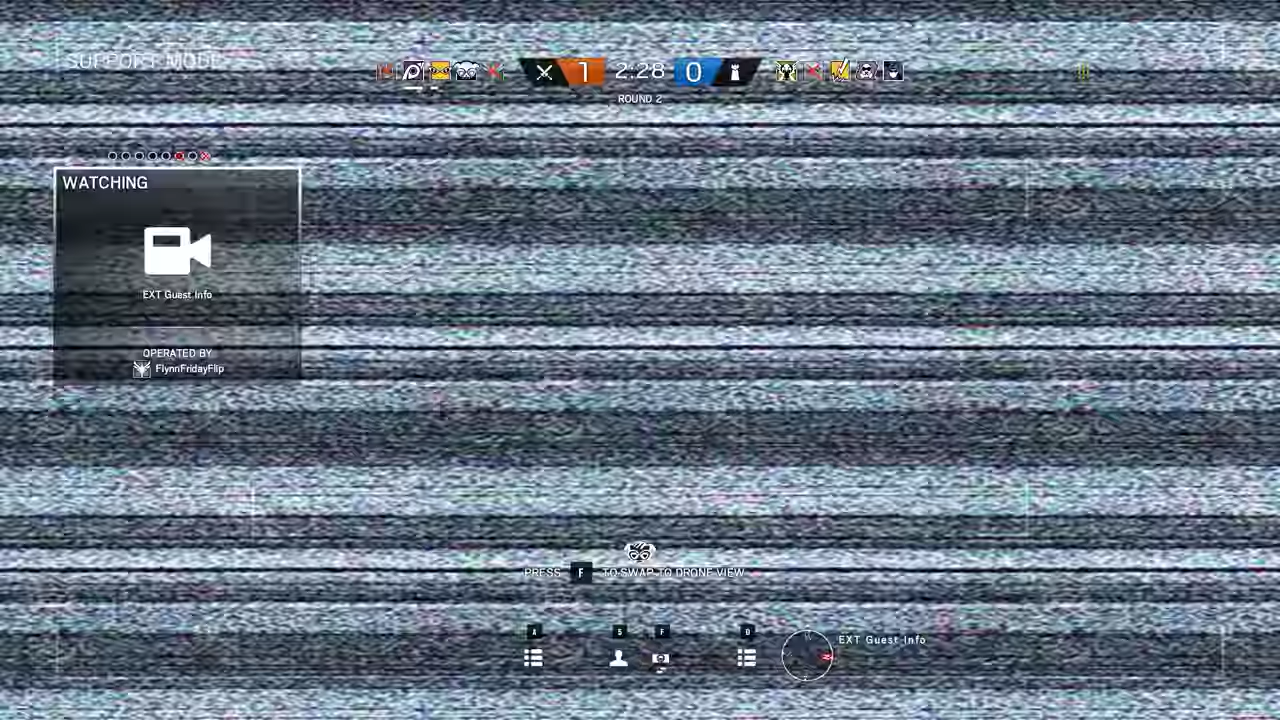 SUPPORT MODE
1 2:28 0
ROUND 2
WATCHING
EXT Guest Info
OPERATED BY
FlynnFridayFlip
PRESS F TO SWAP TO DRONE VIEW
A S F D
EXT Guest Info